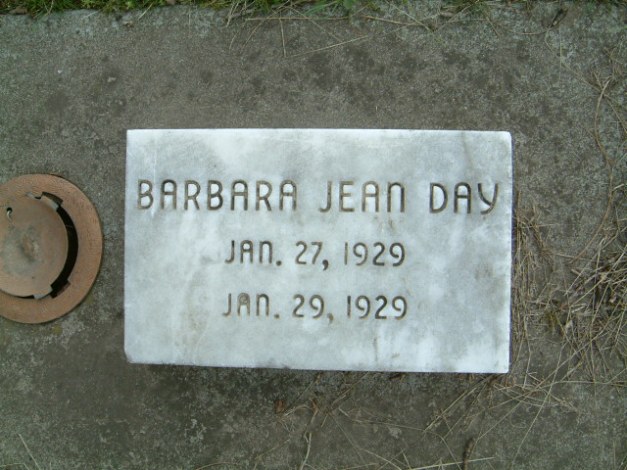 BARBARA JEAN DAY
JAN. 27, 1929
JAN. 29, 1929